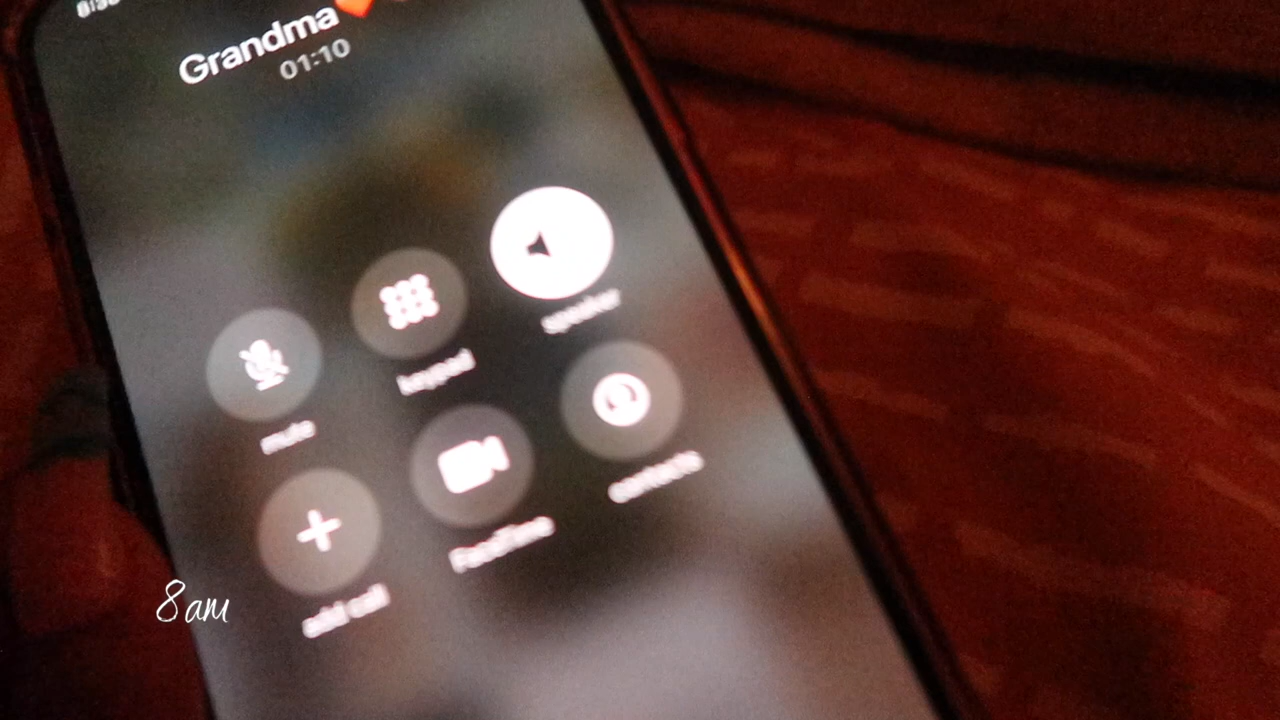 Grandma
01:10
speaker
keypad
mute
contacts
FaceTime
add call
8am